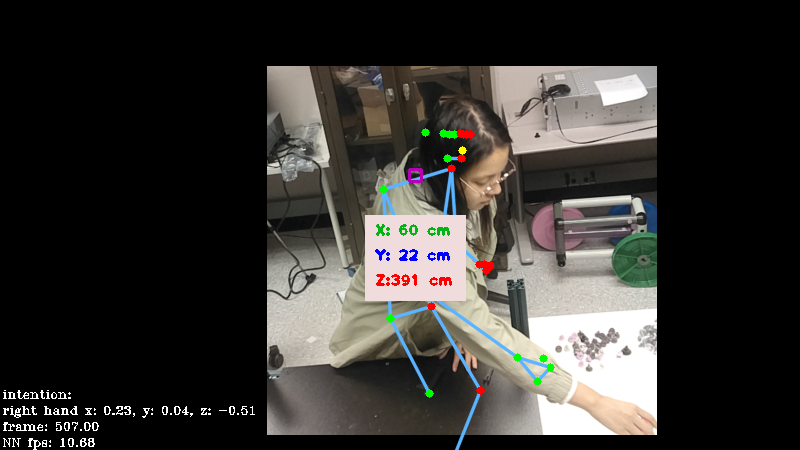 X: 60 cm
Y: 22 cm
Z:391 cm
intention:
right hand x: 0.23, y: 0.04, z: -0.51
frame: 507.00
NN fps: 10.68